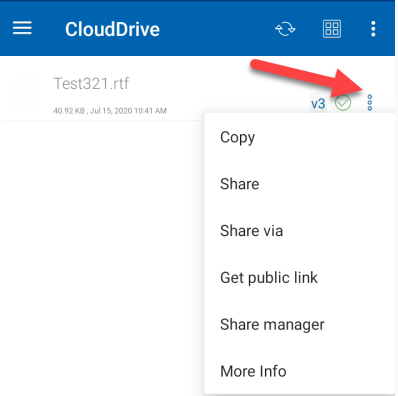 CloudDrive
Test321.rtf
40.92 KB , Jul 15, 2020 10:41 AM
v3
Copy
Share
Share via
Get public link
Share manager
More Info